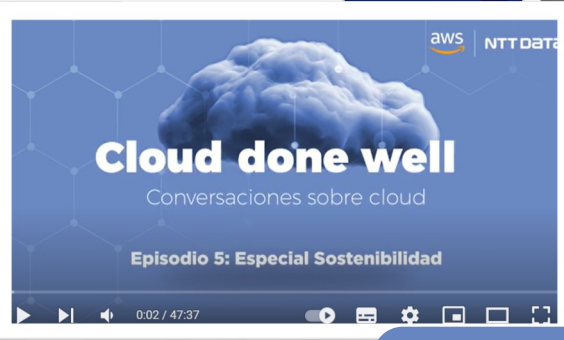 aws
NTT DATA
Cloud done well
Conversaciones sobre cloud
Episodio 5: Especial Sostenibilidad
0:02 / 47:37